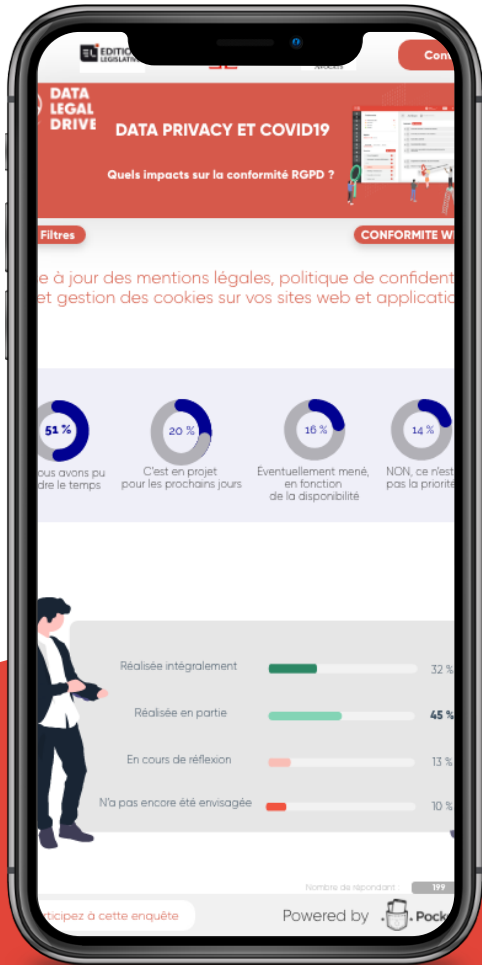 EDITIO
LEGISLATIVE
Con
DATA
LEGAL
DRIVE
DATA PRIVACY ET COVID19
Quels impacts sur la conformité RGPD ?
Filtres
CONFORMITE W
e à jour des mentions légales, politique de confident
et gestion des cookies sur vos sites web et applicatio
51 %
20 %
16 %
14 %
ous avons pu
dre le temps
C'est en projet
pour les prochains jours
Éventuellement mené,
en fonction
de la disponibilité
NON, ce n'est
pas la priorité
Réalisée intégralement
32 %
Réalisée en partie
45 %
En cours de réflexion
13 %
N'a pas encore été envisagée
10 %
Nombre de repondant
199
rticipez à cette enquête
Powered by
Pock